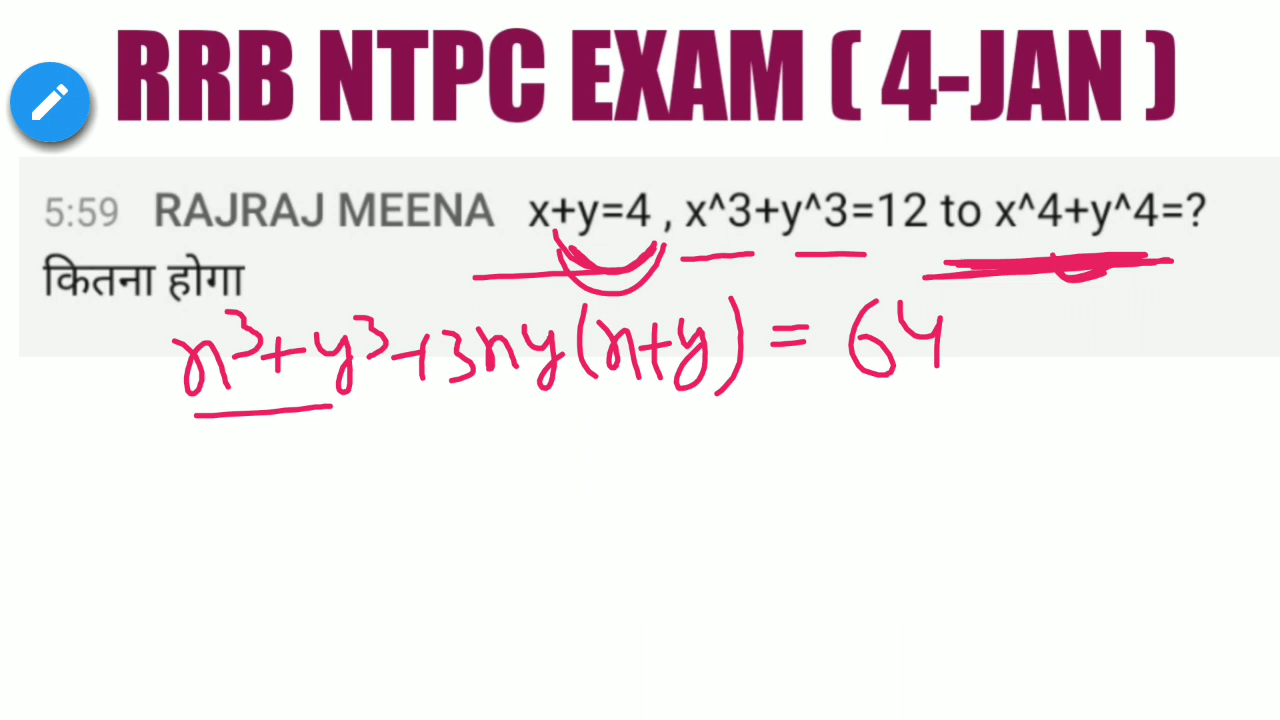 RRB NTPC EXAM ( 4-JAN )
5:59 RAJRAJ MEENA x+y=4 , x^3+y^3=12 to x^4+y^4=?
कितना होगा
x³+y³+3xy(x+y) = 64